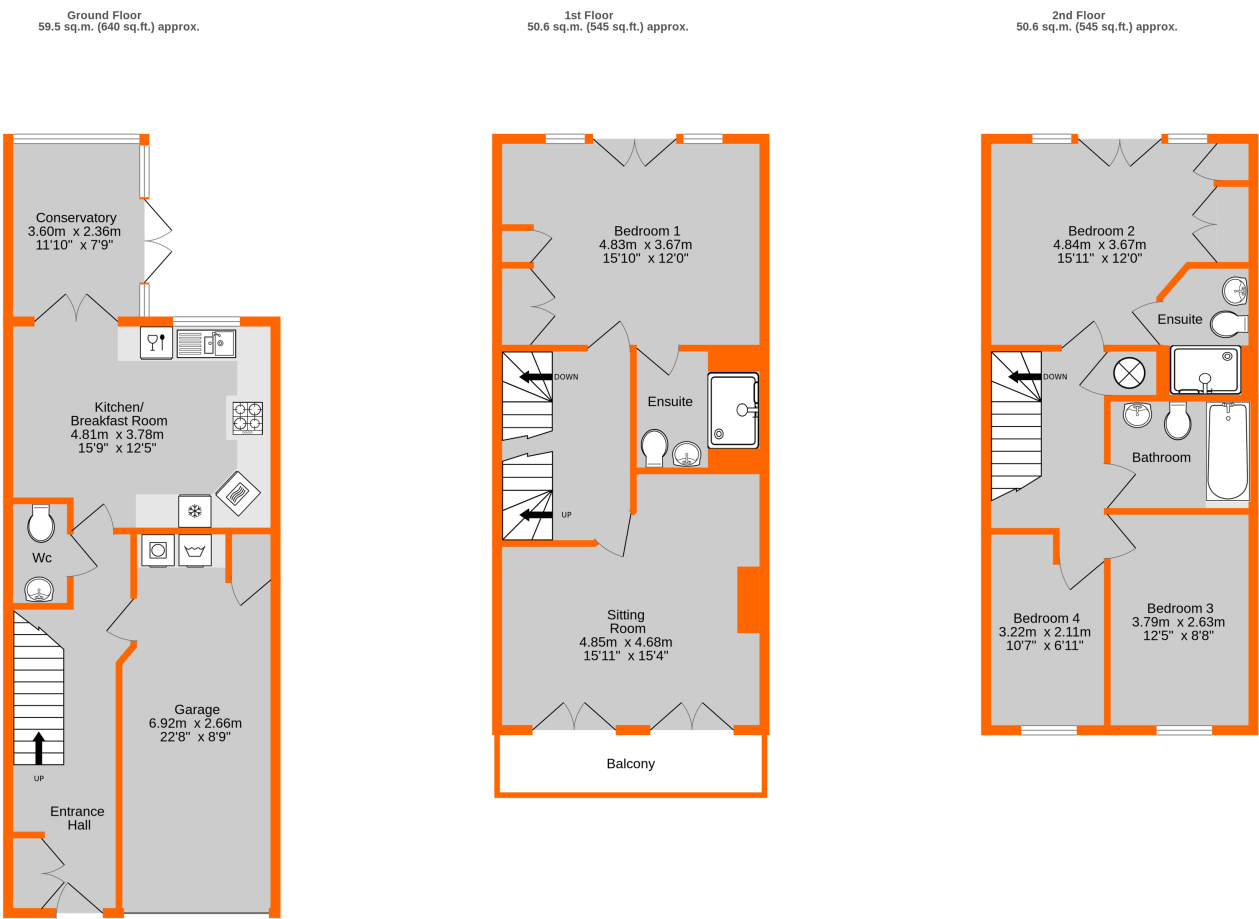 Ground Floor
59.5 sq.m. (640 sq.ft.) approx.
1st Floor
50.6 sq.m. (545 sq.ft.) approx.
2nd Floor
50.6 sq.m. (545 sq.ft.) approx.
Conservatory
3.60m x 2.36m
11'10" x 7'9"
Kitchen/
Breakfast Room
4.81m x 3.78m
15'9" x 12'5"
Wc
UP
Entrance
Hall
Garage
6.92m x 2.66m
22'8" x 8'9"
Bedroom 1
4.83m x 3.67m
15'10" x 12'0"
DOWN
Ensuite
UP
Sitting
Room
4.85m x 4.68m
15'11" x 15'4"
Balcony
Bedroom 2
4.84m x 3.67m
15'11" x 12'0"
Ensuite
DOWN
Bathroom
Bedroom 4
3.22m x 2.11m
10'7" x 6'11"
Bedroom 3
3.79m x 2.63m
12'5" x 8'8"